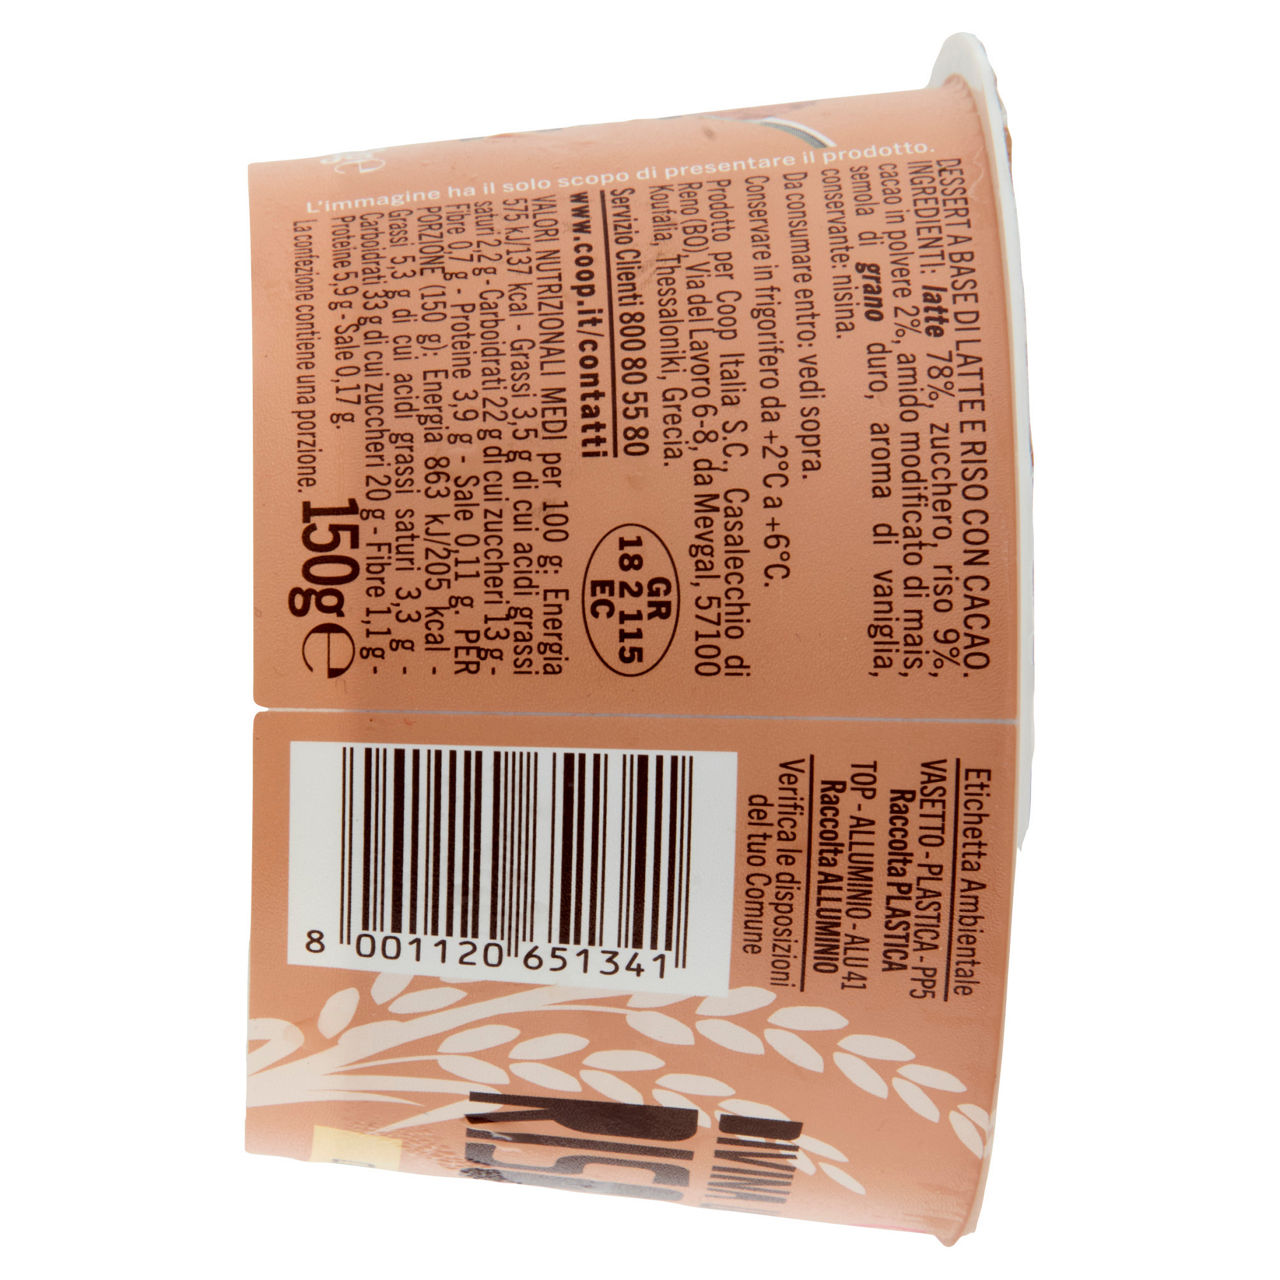 L'immagine ha il solo scopo di presentare il prodotto.
DESSERT A BASE DI LATTE E RISO CON CACAO.
INGREDIENTI: latte 78%, zucchero, riso 9%,
cacao in polvere 2%, amido modificato di mais,
semola di grano duro, aroma di vaniglia,
conservante: nisina.
Da consumare entro: vedi sopra.
Conservare in frigorifero da +2°C a +6°C.
Prodotto per Coop Italia S.C., Casalecchio di
Reno (BO), Via del Lavoro 6-8, da Mevgal, 57100
Koufalia, Thessaloniki, Grecia.
Servizio Clienti 800 80 55 80
www.coop.it/contatti
GR
18 2 115
EC
VALORI NUTRIZIONALI MEDI per 100 g: Energia
575 kJ/137 kcal - Grassi 3,5 g di cui acidi grassi
saturi 2,2 g - Carboidrati 22 g di cui zuccheri 13 g -
Fibre 0,7 g - Proteine 3,9 g - Sale 0,11 g. PER
PORZIONE (150 g): Energia 863 kJ/205 kcal -
Grassi 5,3 g di cui acidi grassi saturi 3,3 g -
Carboidrati 33 g di cui zuccheri 20 g - Fibre 1,1 g -
Proteine 5,9 g - Sale 0,17 g.
La confezione contiene una porzione.
150g e
Etichetta Ambientale
VASETTO - PLASTICA - PP5
Raccolta PLASTICA
TOP - ALLUMINIO - ALU 41
Raccolta ALLUMINIO
Verifica le disposizioni
del tuo Comune
8 001120 651341